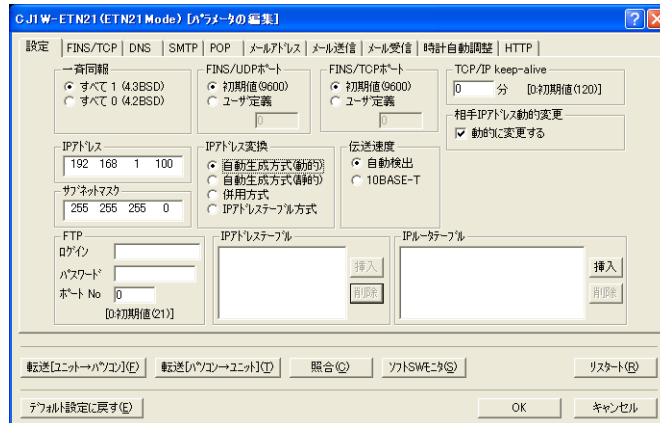 CJ1W-ETN21(ETN21Mode) [パラメータの編集]
設定 FINS/TCP DNS SMTP POP メールアドレス メール送信 メール受信 時計自動調整 HTTP
一斉同報 FINS/UDPポート FINS/TCPポート TCP/IP keep-alive
すべて 1 (4.3BSD) 初期値(9600) 初期値(9600) 0 分 [0:初期値(120)]
すべて 0 (4.2BSD) ユーザ定義 ユーザ定義
0 0
相手IPアドレス動的変更
動的に変更する
IPアドレス IPアドレス変換 伝送速度
192 168 1 100 自動生成方式(動的) 自動検出
自動生成方式(静的) 10BASE-T
サブネットマスク 併用方式
255 255 255 0 IPアドレステーブル方式
FTP IPアドレステーブル IPルータテーブル
ログイン
パスワード 挿入 挿入
ポート No 0 削除 削除
[0:初期値(21)]
転送[ユニット→パソコン](F) 転送[パソコン→ユニット](T) 照合(C) ソフトSWモニタ(S) リスタート(R)
デフォルト設定に戻す(E) OK キャンセル